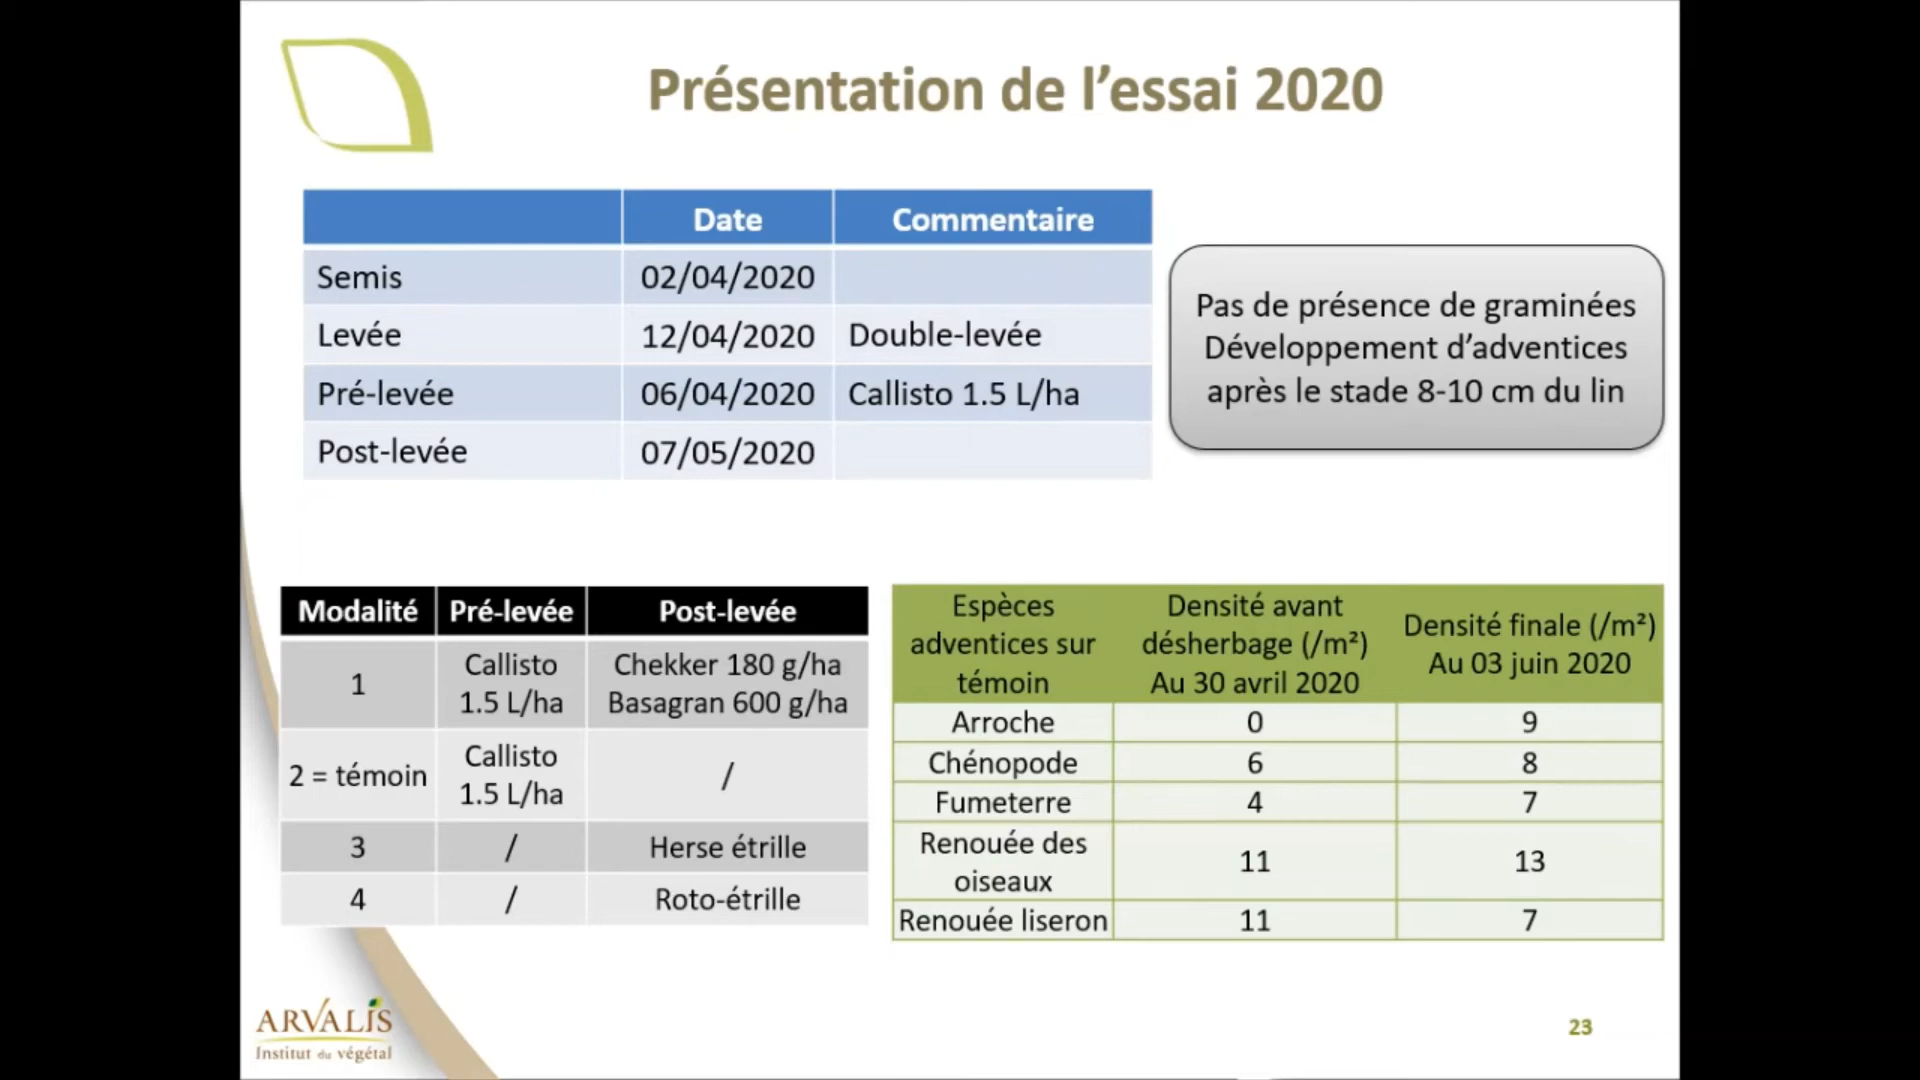 Présentation de l’essai 2020
Date Commentaire
Semis 02/04/2020
Levée 12/04/2020 Double-levée
Pré-levée 06/04/2020 Callisto 1.5 L/ha
Post-levée 07/05/2020
Pas de présence de graminées
Développement d’adventices
après le stade 8-10 cm du lin
Modalité Pré-levée Post-levée
1 Callisto 1.5 L/ha Chekker 180 g/ha Basagran 600 g/ha
2 = témoin Callisto 1.5 L/ha /
3 / Herse étrille
4 / Roto-étrille
Espèces adventices sur témoin Densité avant désherbage (/m²) Au 30 avril 2020 Densité finale (/m²) Au 03 juin 2020
Arroche 0 9
Chénopode 6 8
Fumeterre 4 7
Renouée des oiseaux 11 13
Renouée liseron 11 7
ARVALIS
Institut du végétal
23